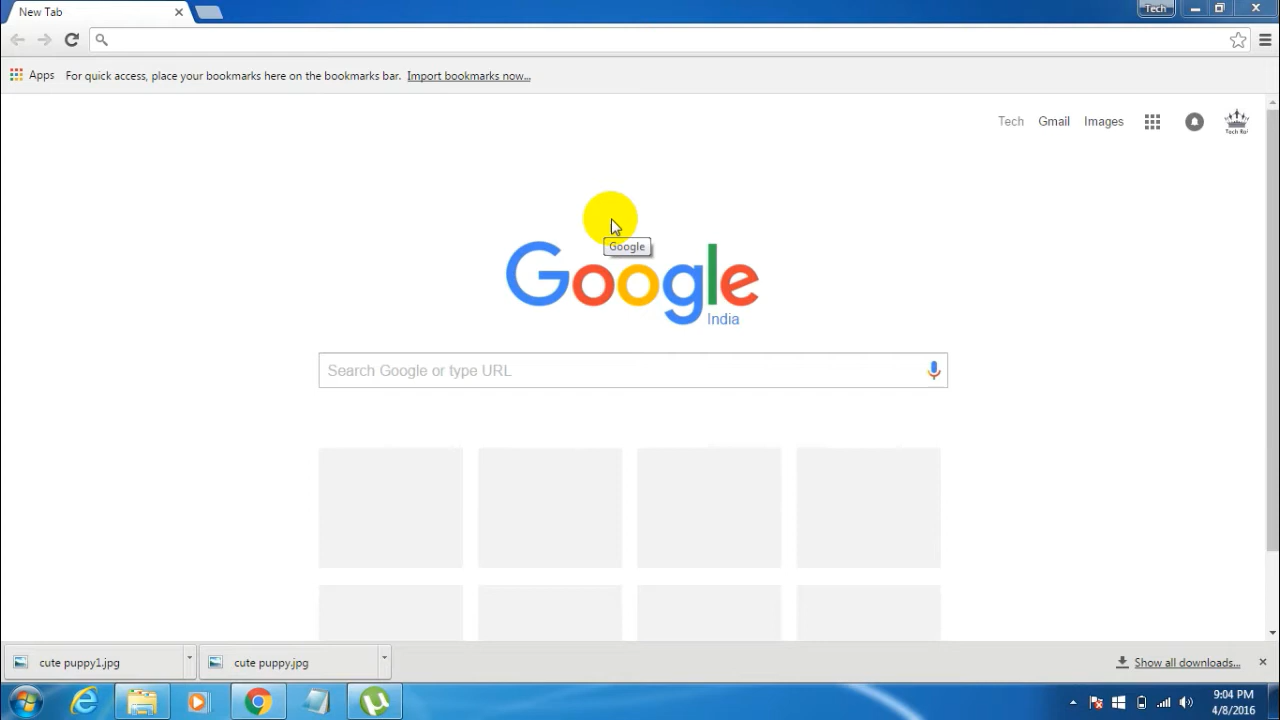 New Tab
Tech
Apps
For quick access, place your bookmarks here on the bookmarks bar. Import bookmarks now...
Tech Gmail Images
Tech Rai
Google
Google
India
Search Google or type URL
cute puppy1.jpg
cute puppy.jpg
Show all downloads...
9:04 PM
4/8/2016